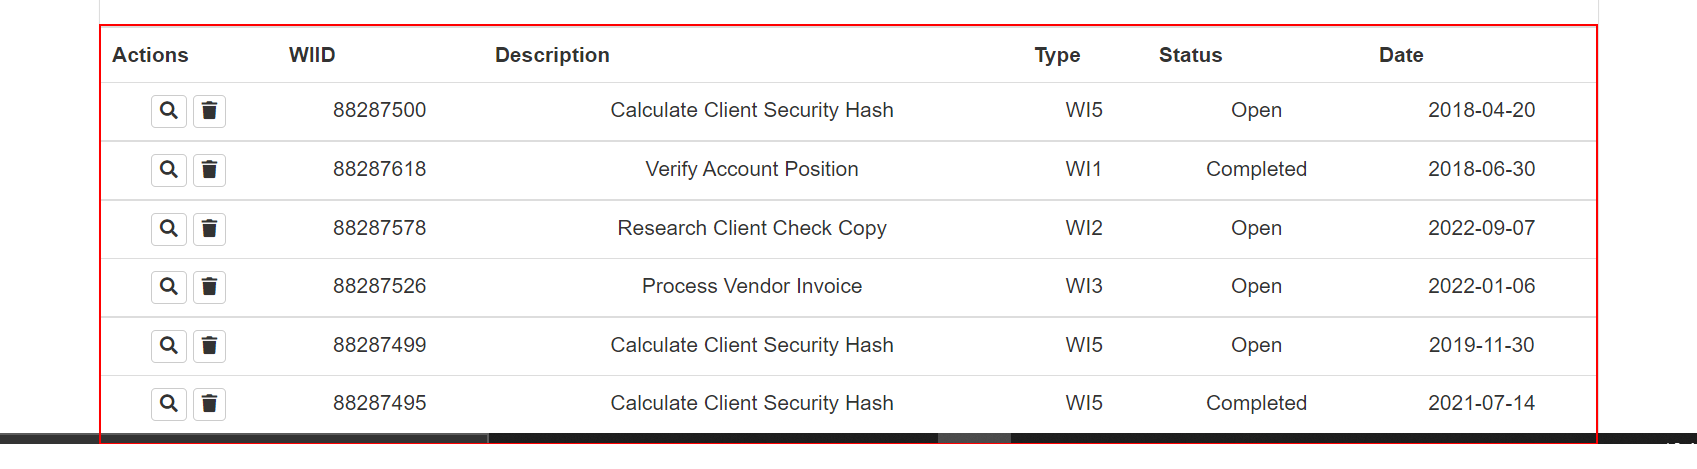 Actions WIID Description Type Status Date
88287500 Calculate Client Security Hash WI5 Open 2018-04-20
88287618 Verify Account Position WI1 Completed 2018-06-30
88287578 Research Client Check Copy WI2 Open 2022-09-07
88287526 Process Vendor Invoice WI3 Open 2022-01-06
88287499 Calculate Client Security Hash WI5 Open 2019-11-30
88287495 Calculate Client Security Hash WI5 Completed 2021-07-14